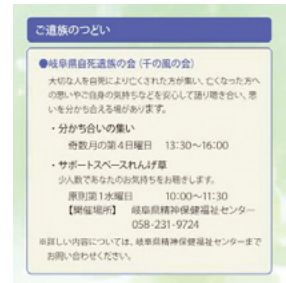 ご遺族のつどい
●岐阜県自死遺族の会（千の風の会）
大切な人を自死により亡くされた方が集い、亡くなった方へ
の思いやご自身の気持ちなどを安心して語り聴き合い、思
いを分かち合える場があります。
・分かち合いの集い
奇数月の第4日曜日　13:30～16:00
・サポートスペースれんげ草
少人数であなたのお気持ちをお聴きします。
原則第1水曜日　10:00～11:30
【開催場所】　岐阜県精神保健福祉センター
058-231-9724
※詳しい内容については、岐阜県精神保健福祉センターまで
お問い合わせください。